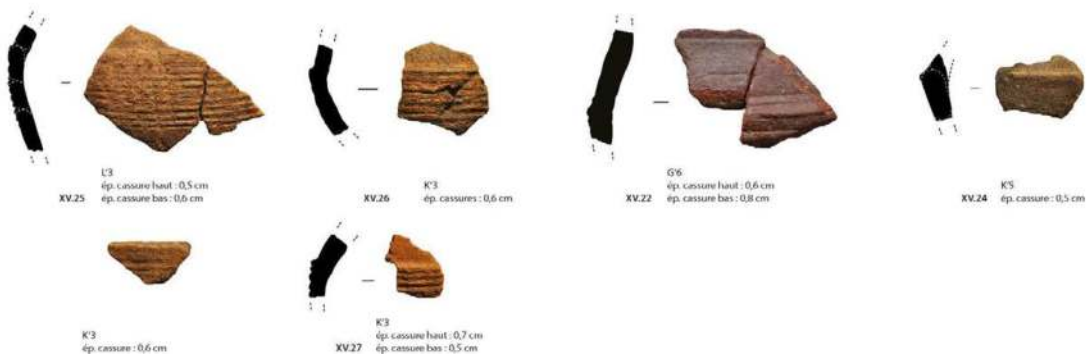 L'3
ép. cassure haut : 0,5 cm
XV.25 ép. cassure bas : 0,6 cm
K'3
XV.26 ép. cassures : 0,6 cm
G'6
ép. cassure haut : 0,6 cm
XV.22 ép. cassure bas : 0,8 cm
K'5
XV.24 ép. cassure : 0,5 cm
K'3
ép. cassure : 0,6 cm
K'3
ép. cassure haut : 0,7 cm
XV.27 ép. cassure bas : 0,5 cm